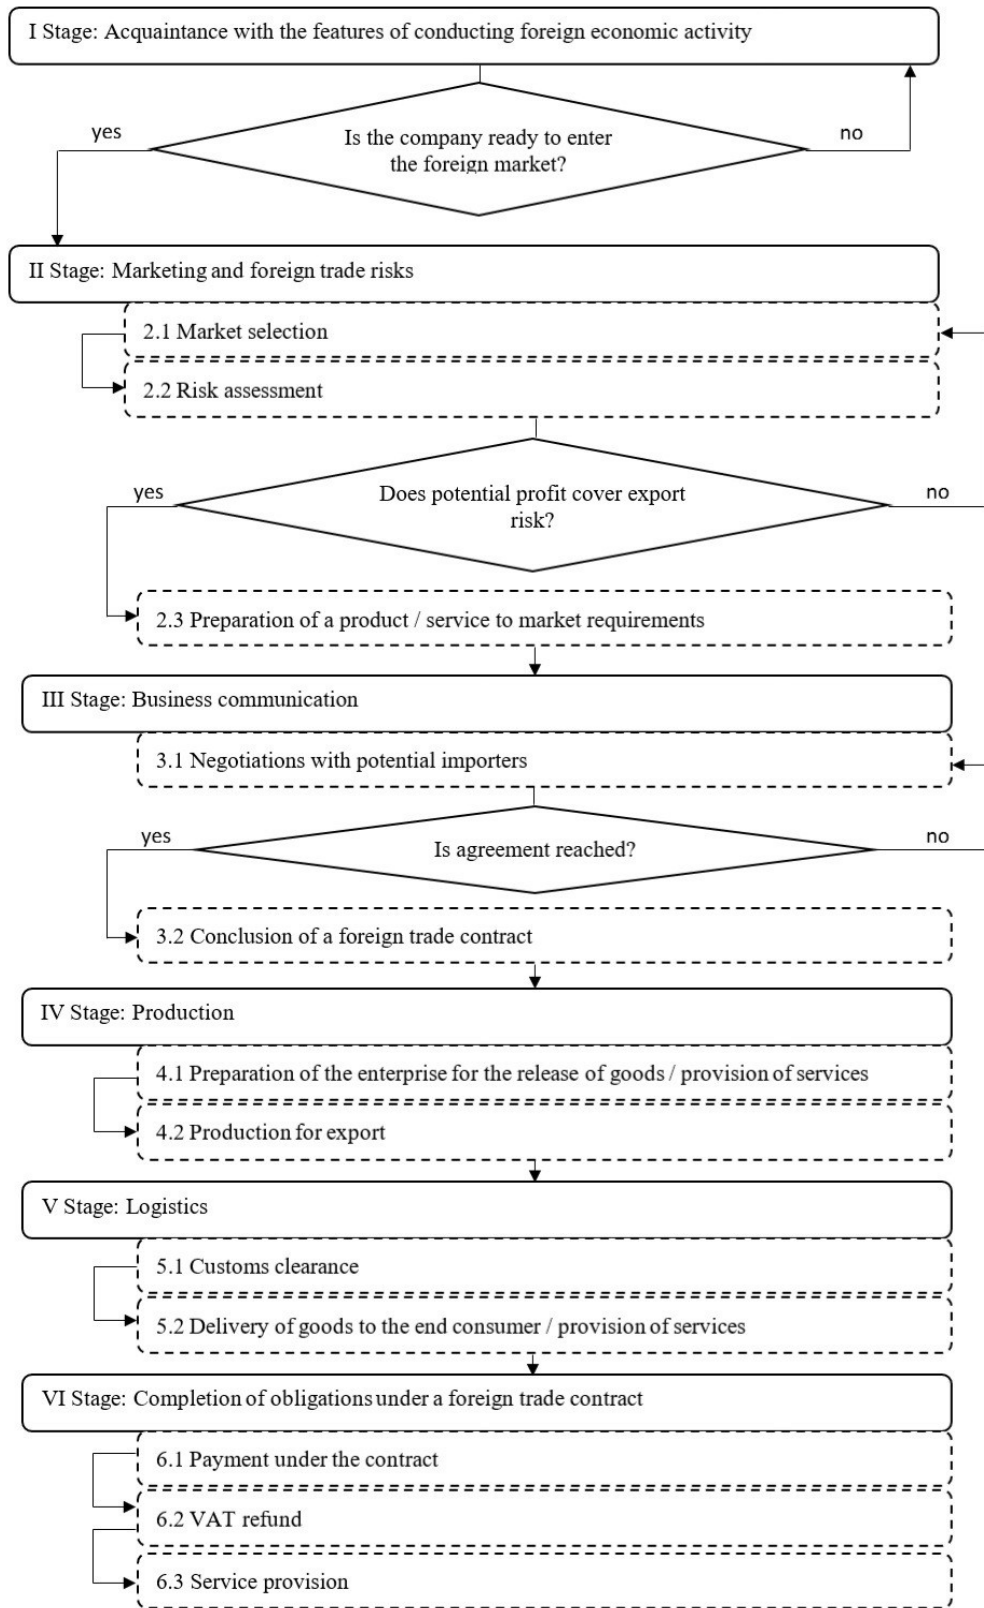 I Stage: Acquaintance with the features of conducting foreign economic activity
yes
Is the company ready to enter
no
the foreign market?
II Stage: Marketing and foreign trade risks
2.1 Market selection
2.2 Risk assessment
yes
Does potential profit cover export
no
risk?
2.3 Preparation of a product / service to market requirements
III Stage: Business communication
3.1 Negotiations with potential importers
yes
Is agreement reached?
no
3.2 Conclusion of a foreign trade contract
IV Stage: Production
4.1 Preparation of the enterprise for the release of goods / provision of services
4.2 Production for export
V Stage: Logistics
5.1 Customs clearance
5.2 Delivery of goods to the end consumer / provision of services
VI Stage: Completion of obligations under a foreign trade contract
6.1 Payment under the contract
6.2 VAT refund
6.3 Service provision